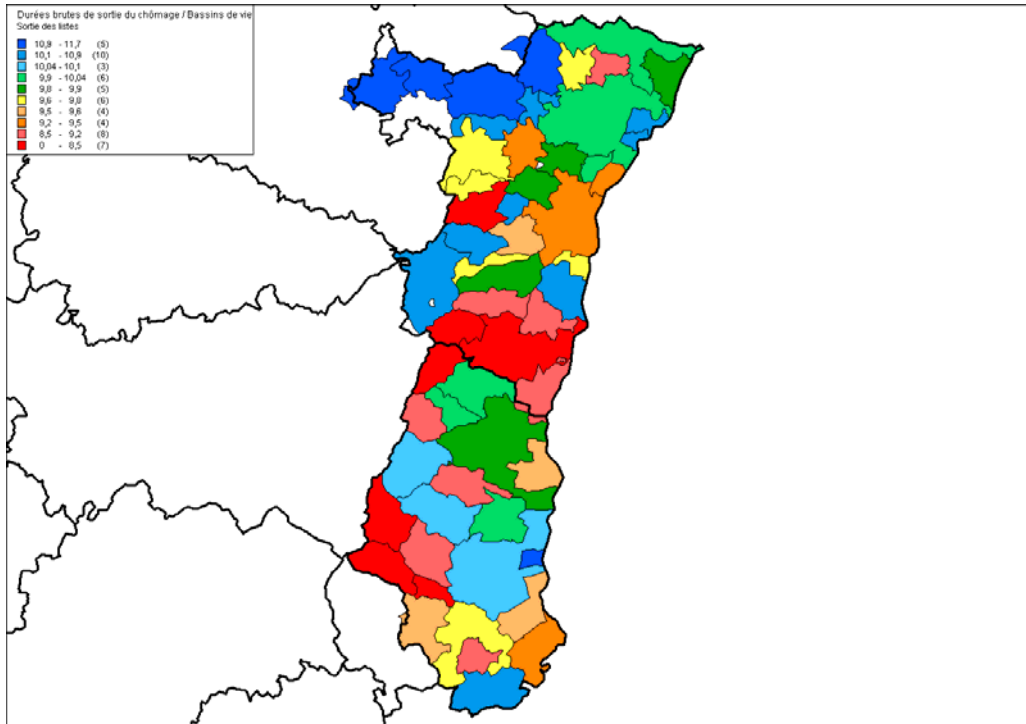 Durées brutes de sortie du chômage / Bassins de vie
Sortie des listes
10,9 - 11,7 (5)
10,1 - 10,9 (10)
10,04 - 10,1 (3)
9,9 - 10,04 (6)
9,8 - 9,9 (5)
9,6 - 9,8 (6)
9,5 - 9,6 (4)
9,2 - 9,5 (4)
8,5 - 9,2 (8)
0 - 8,5 (7)